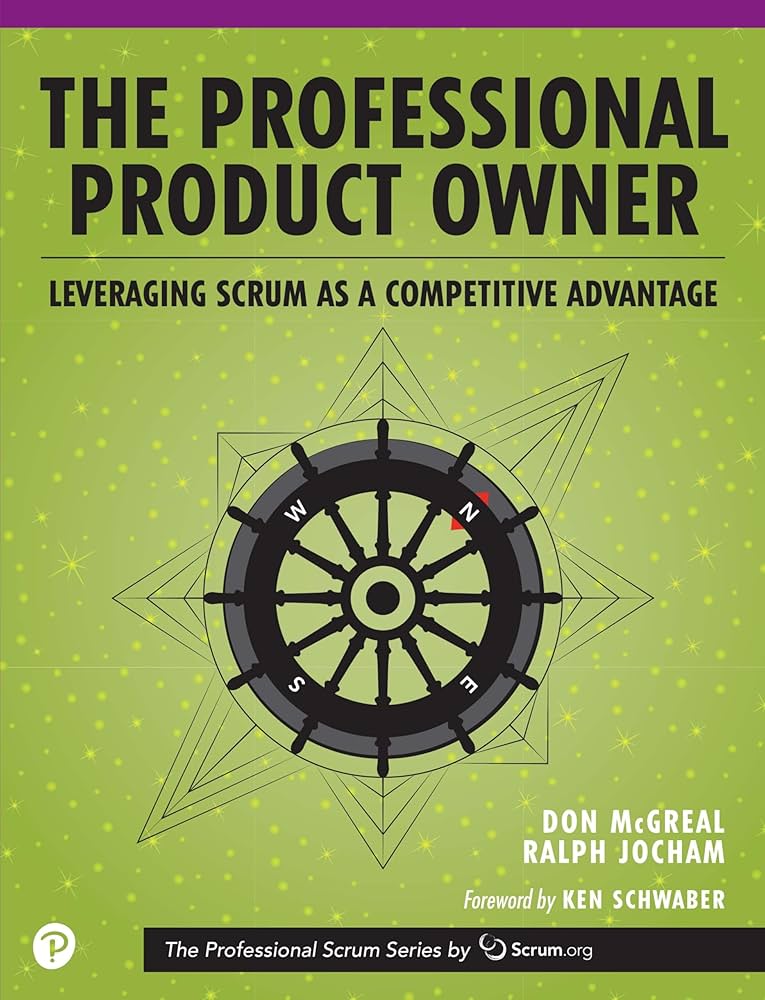 THE PROFESSIONAL
PRODUCT OWNER
LEVERAGING SCRUM AS A COMPETITIVE ADVANTAGE
W
N
S
E
DON McGREAL
RALPH JOCHAM
Foreword by KEN SCHWABER
P
The Professional Scrum Series by Scrum.org